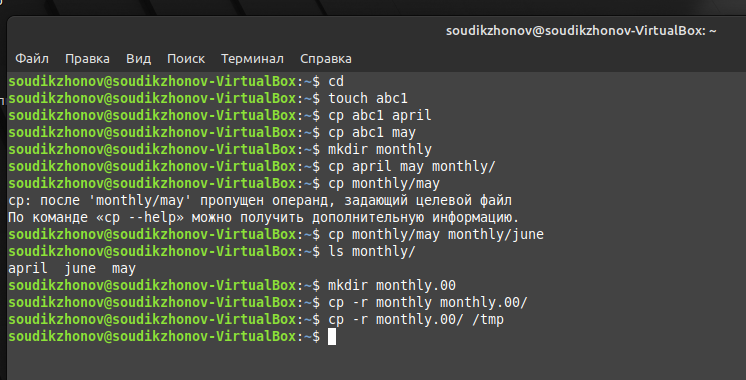 soudikzhonov@soudikzhonov-VirtualBox: ~
Файл Правка Вид Поиск Терминал Справка
soudikzhonov@soudikzhonov-VirtualBox:~$ cd
soudikzhonov@soudikzhonov-VirtualBox:~$ touch abc1
soudikzhonov@soudikzhonov-VirtualBox:~$ cp abc1 april
soudikzhonov@soudikzhonov-VirtualBox:~$ cp abc1 may
soudikzhonov@soudikzhonov-VirtualBox:~$ mkdir monthly
soudikzhonov@soudikzhonov-VirtualBox:~$ cp april may monthly/
soudikzhonov@soudikzhonov-VirtualBox:~$ cp monthly/may
cp: после 'monthly/may' пропущен операнд, задающий целевой файл
По команде «cp --help» можно получить дополнительную информацию.
soudikzhonov@soudikzhonov-VirtualBox:~$ cp monthly/may monthly/june
soudikzhonov@soudikzhonov-VirtualBox:~$ ls monthly/
april june may
soudikzhonov@soudikzhonov-VirtualBox:~$ mkdir monthly.00
soudikzhonov@soudikzhonov-VirtualBox:~$ cp -r monthly monthly.00/
soudikzhonov@soudikzhonov-VirtualBox:~$ cp -r monthly.00/ /tmp
soudikzhonov@soudikzhonov-VirtualBox:~$